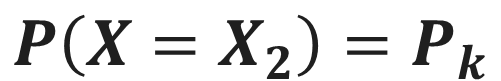 P(X = X₂) = Pₖ